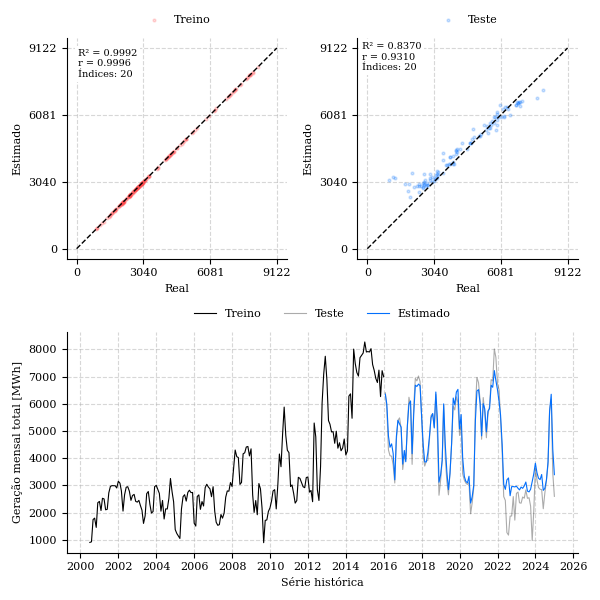 Treino
Teste
R² = 0.9992
r = 0.9996
Índices: 20
R² = 0.8370
r = 0.9310
Índices: 20
9122
6081
3040
0
Estimado
0 3040 6081 9122
Real
9122
6081
3040
0
Estimado
0 3040 6081 9122
Real
Treino Teste Estimado
8000
7000
6000
5000
4000
3000
2000
1000
Geração mensal total [MWh]
2000 2002 2004 2006 2008 2010 2012 2014 2016 2018 2020 2022 2024 2026
Série histórica